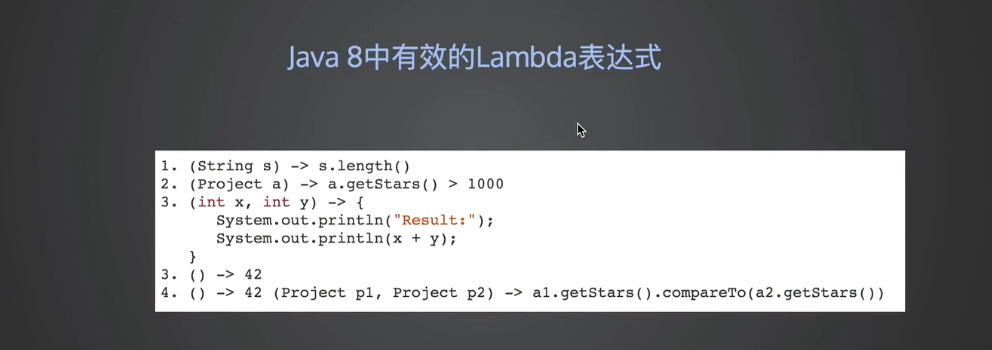 Java 8中有效的Lambda表达式
1. (String s) -> s.length()
2. (Project a) -> a.getStars() > 1000
3. (int x, int y) -> {
System.out.println("Result:");
System.out.println(x + y);
}
3. () -> 42
4. () -> 42 (Project p1, Project p2) -> a1.getStars().compareTo(a2.getStars())